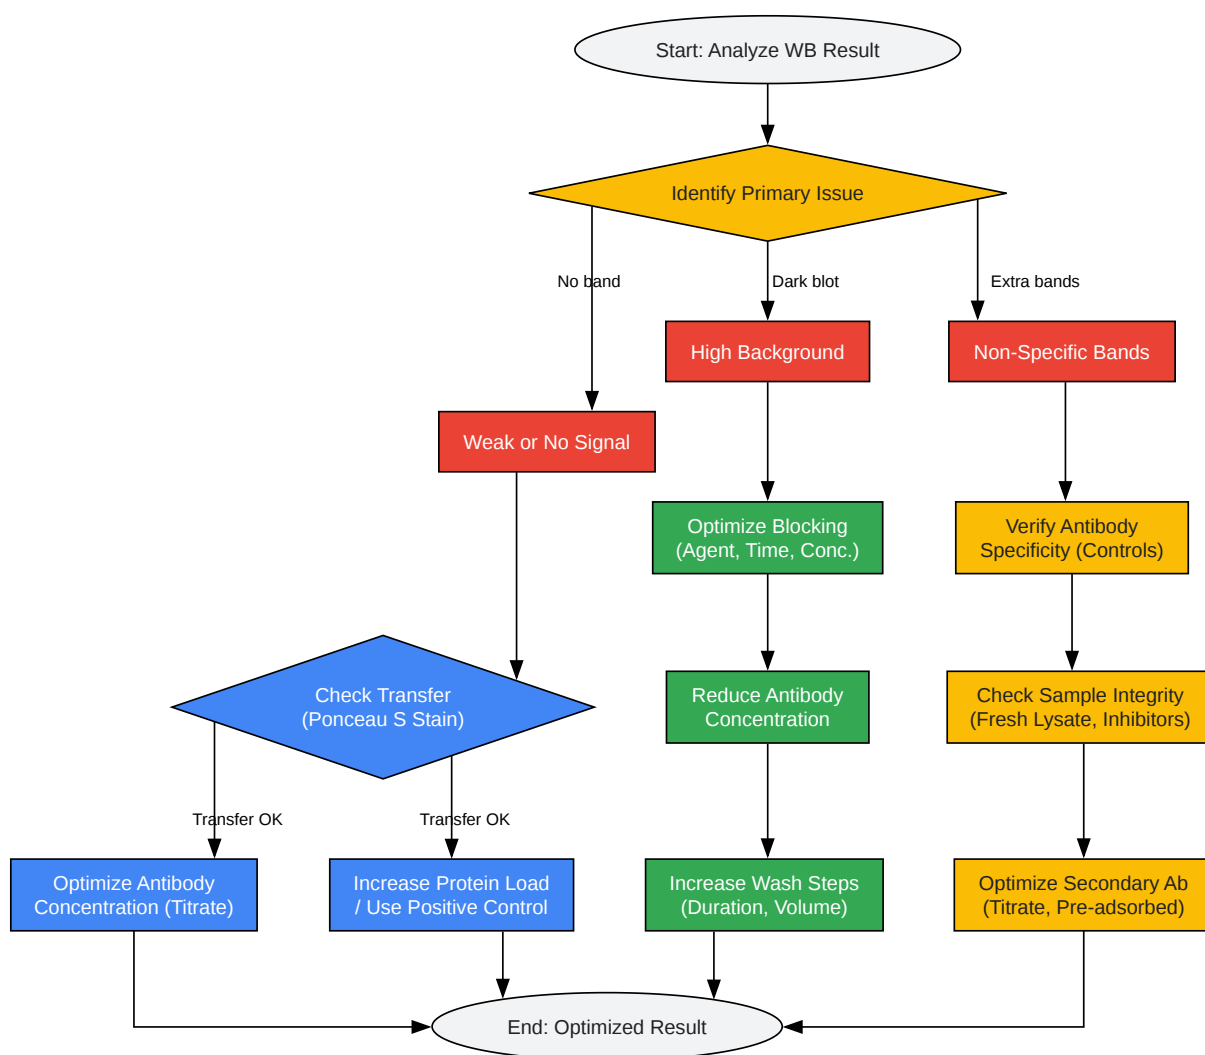 Start: Analyze WB Result
Identify Primary Issue
No band
Dark blot
Extra bands
High Background
Non-Specific Bands
Weak or No Signal
Optimize Blocking
(Agent, Time, Conc.)
Verify Antibody
Specificity (Controls)
Check Transfer
(Ponceau S Stain)
Reduce Antibody
Concentration
Check Sample Integrity
(Fresh Lysate, Inhibitors)
Transfer OK
Transfer OK
Optimize Antibody
Concentration (Titrate)
Increase Protein Load
/ Use Positive Control
Increase Wash Steps
(Duration, Volume)
Optimize Secondary Ab
(Titrate, Pre-adsorbed)
End: Optimized Result